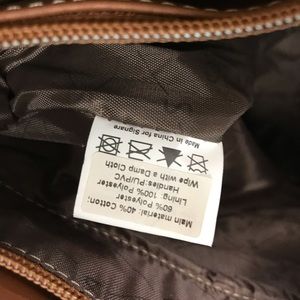 Main material: 40% Cotton;
60% Polyester
Lining: 100% Polyester
Handles:PU/PVC
Wipe with a Damp Cloth
Made in China for Signare